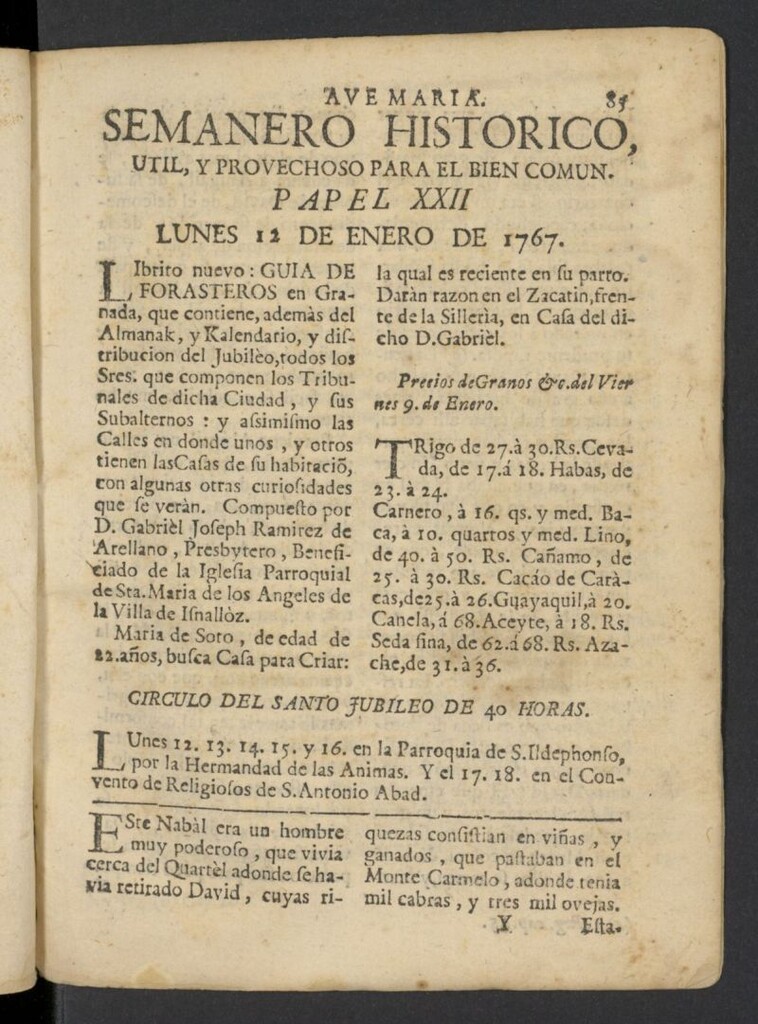 AVE MARIA. 85
SEMANERO HISTORICO,
UTIL, Y PROVECHOSO PARA EL BIEN COMUN.
PAPEL XXII
LUNES 12 DE ENERO DE 1767.
LIbrito nuevo : GUIA DE
FORASTEROS en Gra-
nada, que contiene, ademàs del
Almanak, y Kalendario, y diſ-
tribucion del Jubilèo, todos los
Sres. que componen los Tribu-
nales de dicha Ciudad, y ſus
Subalternos : y aſsimiſmo las
Calles en donde unos, y otros
tienen las Caſas de ſu habitaciõ,
con algunas otras curioſidades
que ſe veràn. Compueſto por
D. Gabrièl Joſeph Ramirez de
Arellano, Presbytero, Beneſi-
ciado de la Igleſia Parroquial
de Sta. Maria de los Angeles de
la Villa de Iſnallòz.
Maria de Soto, de edad de
22. años, buſca Caſa para Criar:
la qual es reciente en ſu parto.
Daràn razon en el Zacatin, fren-
te de la Sillerìa, en Caſa del di-
cho D. Gabrièl.
Precios de Granos &c. del Vier
nes 9. de Enero.
TRigo de 27. à 30. Rs. Ceva-
da, de 17. á 18. Habas, de
23. à 24.
Carnero, à 16. qs. y med. Ba-
ca, à 10. quartos y med. Lino,
de 40. à 50. Rs. Cañamo, de
25. à 30. Rs. Cacáo de Carà-
cas, de 25. à 26. Guayaquil, à 20.
Canela, á 68. Aceyte, à 18. Rs.
Seda fina, de 62. á 68. Rs. Aza-
che, de 31. à 36.
CIRCULO DEL SANTO JUBILEO DE 40 HORAS.
LUnes 12. 13. 14. 15. y 16. en la Parroquia de S. Ildephonſo,
por la Hermandad de las Animas. Y el 17. 18. en el Con-
vento de Religioſos de S. Antonio Abad.
ESte Nabàl era un hombre
muy poderoſo, que vivia
cerca del Quartèl adonde ſe ha-
via retirado David, cuyas ri-
quezas conſiſtian en viñas, y
ganados, que paſtaban en el
Monte Carmelo, adonde tenia
mil cabras, y tres mil ovejas.
Y Eſta-